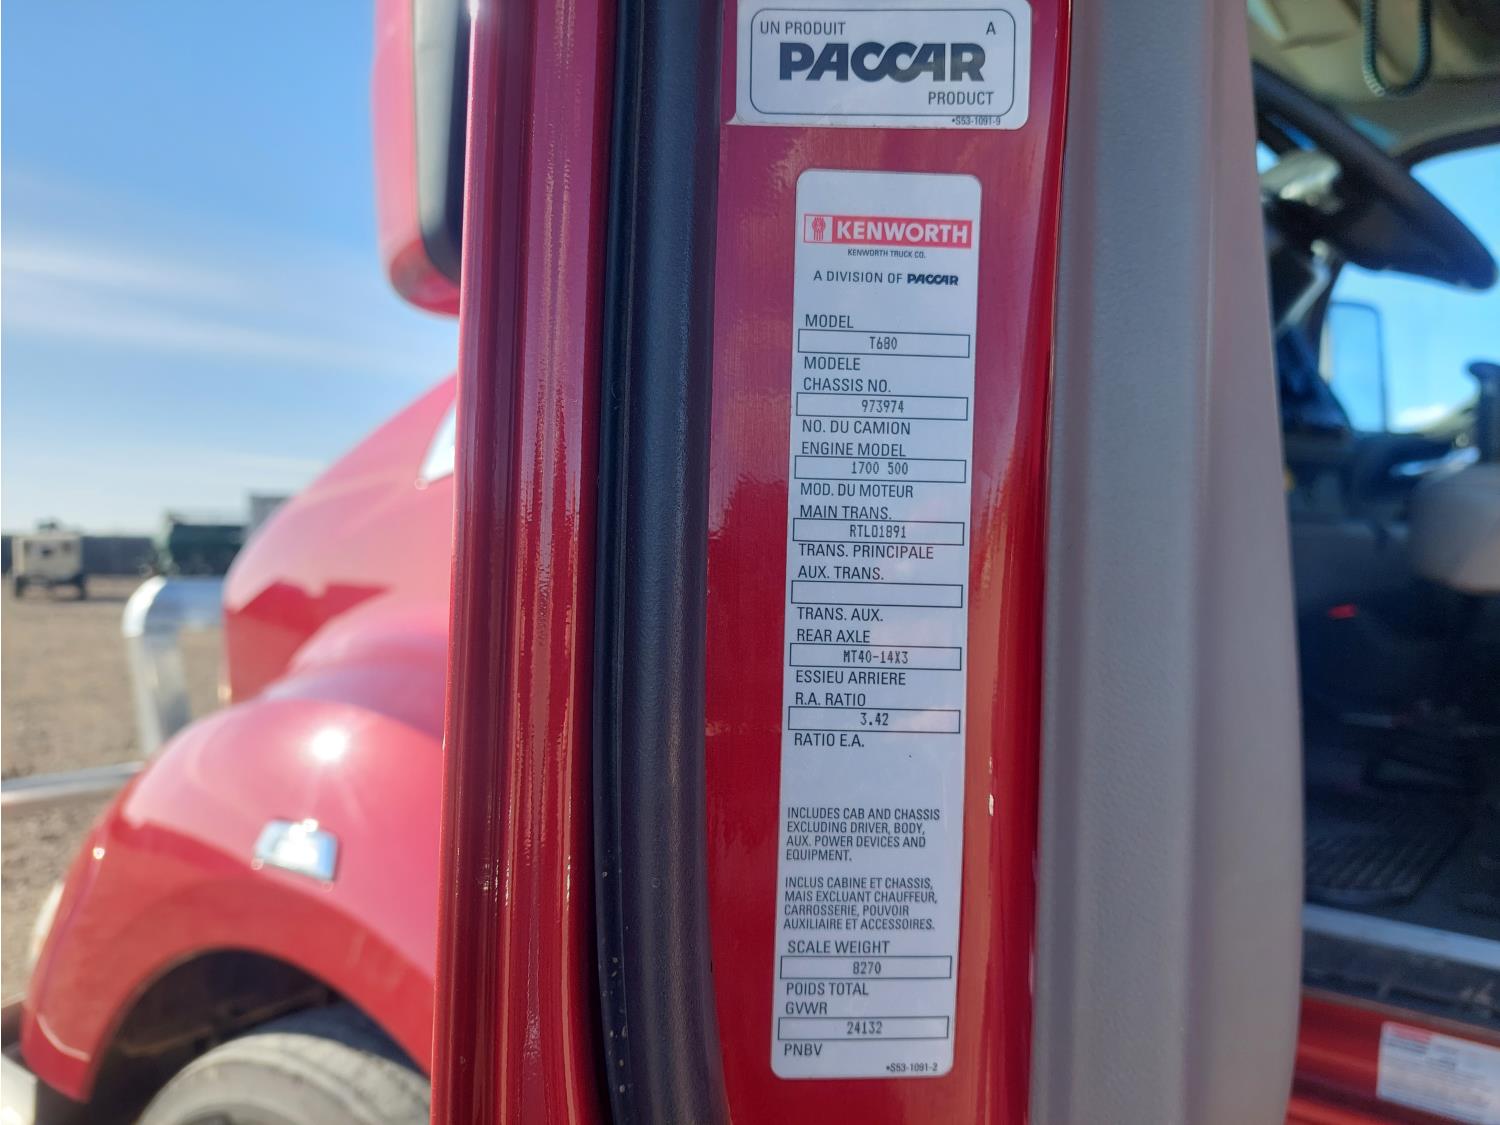 UN PRODUIT A
PACCAR
PRODUCT
•S53-1091-9
KENWORTH
KENWORTH TRUCK CO.
A DIVISION OF PACCAR
MODEL
T680
MODELE
CHASSIS NO.
973974
NO. DU CAMION
ENGINE MODEL
1700 500
MOD. DU MOTEUR
MAIN TRANS.
RTLO1891
TRANS. PRINCIPALE
AUX. TRANS.
TRANS. AUX.
REAR AXLE
MT40-14X3
ESSIEU ARRIERE
R.A. RATIO
3.42
RATIO E.A.
INCLUDES CAB AND CHASSIS
EXCLUDING DRIVER, BODY,
AUX. POWER DEVICES AND
EQUIPMENT.
INCLUS CABINE ET CHASSIS,
MAIS EXCLUANT CHAUFFEUR,
CARROSSERIE, POUVOIR
AUXILIAIRE ET ACCESSOIRES.
SCALE WEIGHT
8270
POIDS TOTAL
GVWR
24132
PNBV
•S53-1091-2